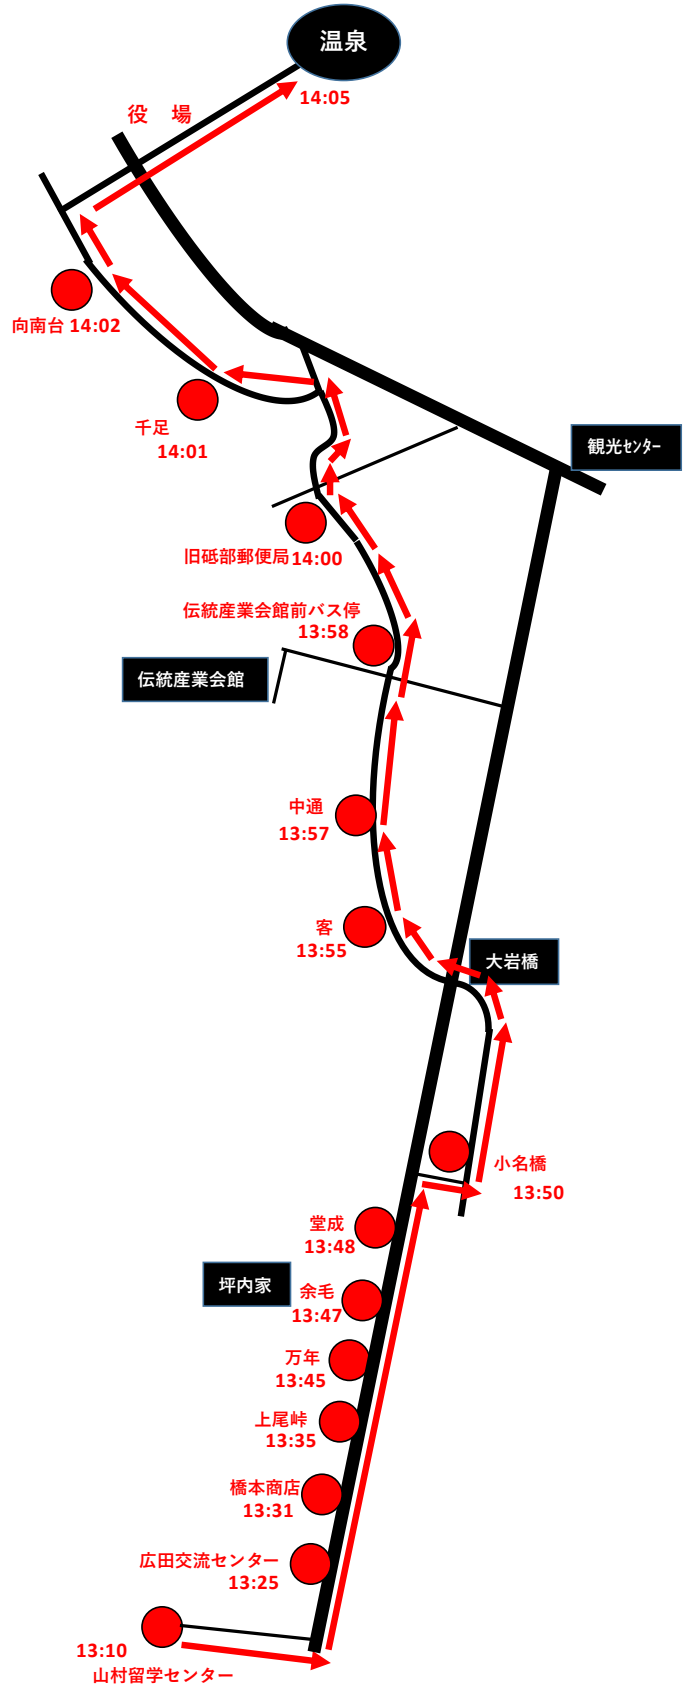 温泉
14:05
役　場
向南台 14:02
千足
14:01
観光ｾﾝﾀｰ
旧砥部郵便局 14:00
伝統産業会館前バス停
13:58
伝統産業会館
中通
13:57
客
13:55
大岩橋
小名橋
13:50
堂成
13:48
坪内家
余毛
13:47
万年
13:45
上尾峠
13:35
橋本商店
13:31
広田交流センター
13:25
13:10
山村留学センター